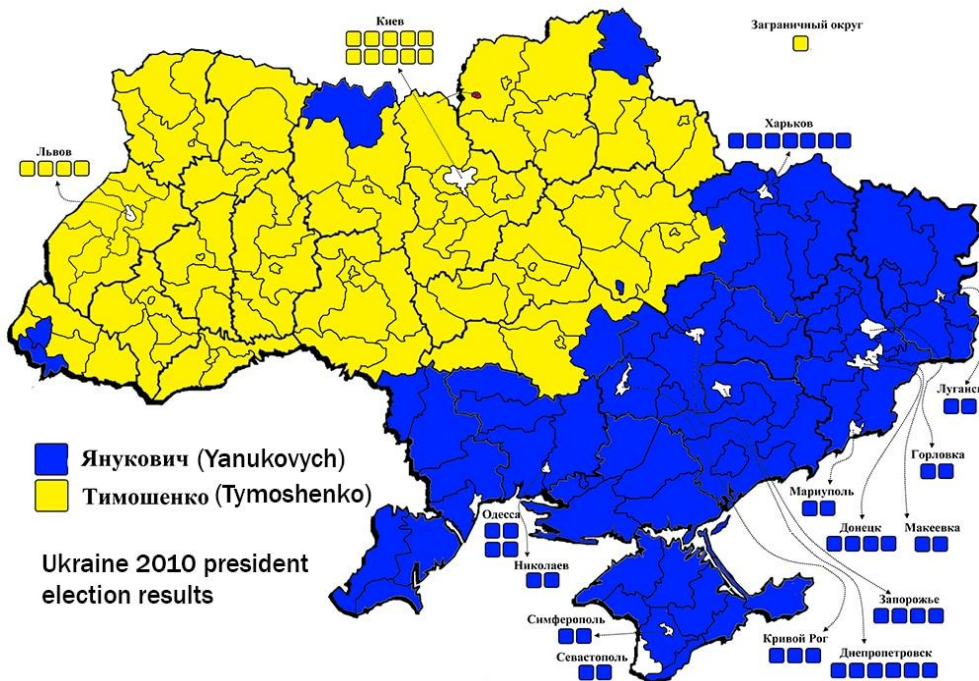 Киев
Заграничный округ
Харьков
Львов
Луганск
Янукович (Yanukovych)
Тимошенко (Tymoshenko)
Горловка
Мариуполь
Одесса
Донецк
Макеевка
Ukraine 2010 president
election results
Николаев
Запорожье
Симферополь
Кривой Рог
Севастополь
Днепропетровск